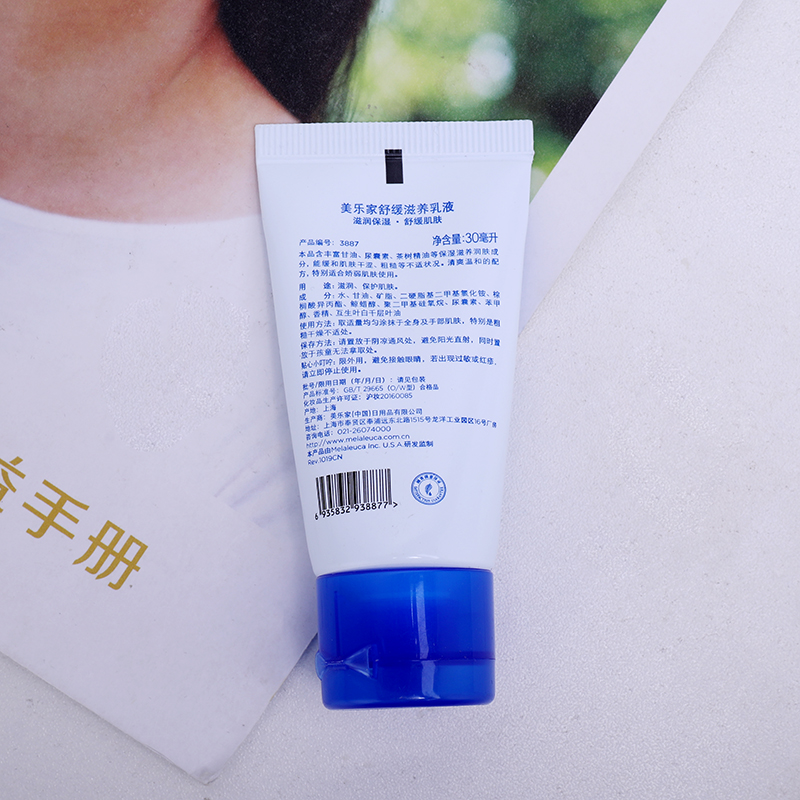 美乐家舒缓滋养乳液
滋润保湿·舒缓肌肤
产品编号: 3887 净含量:30毫升
本品含丰富甘油、尿囊素、茶树精油等保湿滋养润肤成
分,能缓和肌肤干涩、粗糙等不适状况。清爽温和的配
方,特别适合娇弱肌肤使用。
用 途: 滋润、保护肌肤。
成 分: 水、甘油、矿脂、二硬脂基二甲基氯化铵、棕
榈酸异丙酯、鲸蜡醇、聚二甲基硅氧烷、尿囊素、苯甲
醇、香精、互生叶白千层叶油
使用方法: 取适量均匀涂抹于全身及手部肌肤,特别是粗
糙干燥不适处。
保存方法: 请置放于阴凉通风处,避免阳光直射,同时置
放于孩童无法拿取处。
贴心小叮咛: 限外用,避免接触眼睛,若出现过敏或红疹,
请立即停止使用。
批号/限用日期(年/月/日): 请见包装
产品标准号: GB/T 29665 (O/W型) 合格品
化妆品生产许可证: 沪妆20160085
产地: 上海
生产商: 美乐家(中国)日用品有限公司
地址: 上海市奉贤区奉浦远东北路1515号龙洋工业园区16号厂房
咨询电话: 021-26074000
http://www.melaleuca.com.cn
本产品由Melaleuca Inc. U.S.A.研发监制
Rev.1019CN
6 935832 938877 >
益手册